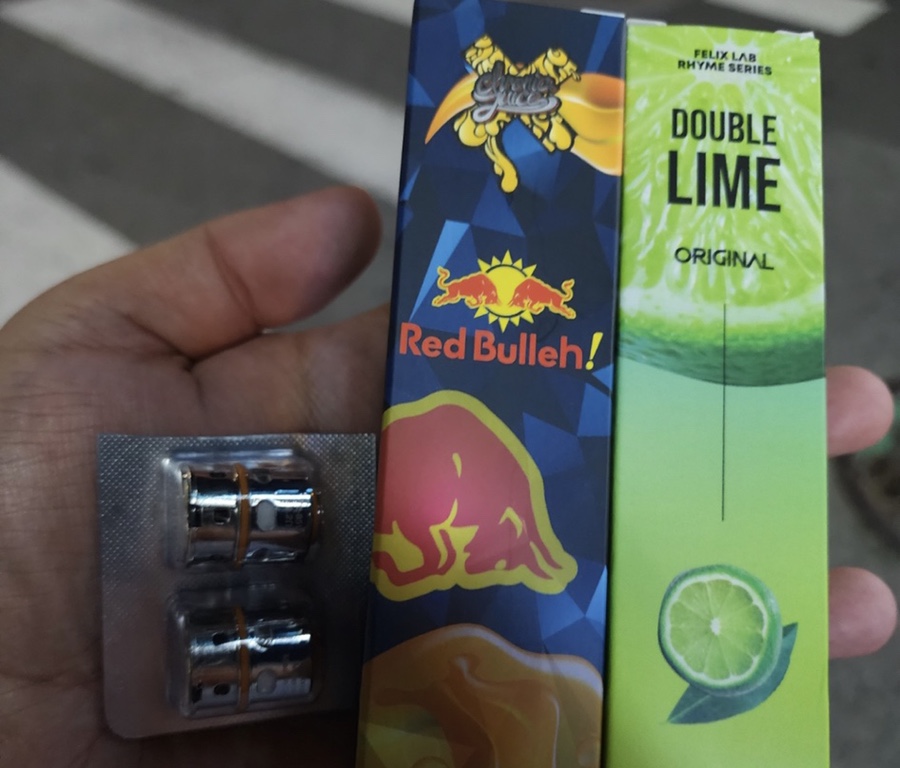 Red Bulleh!
FELIX LAB
RHYME SERIES
DOUBLE
LIME
ORIGINAL